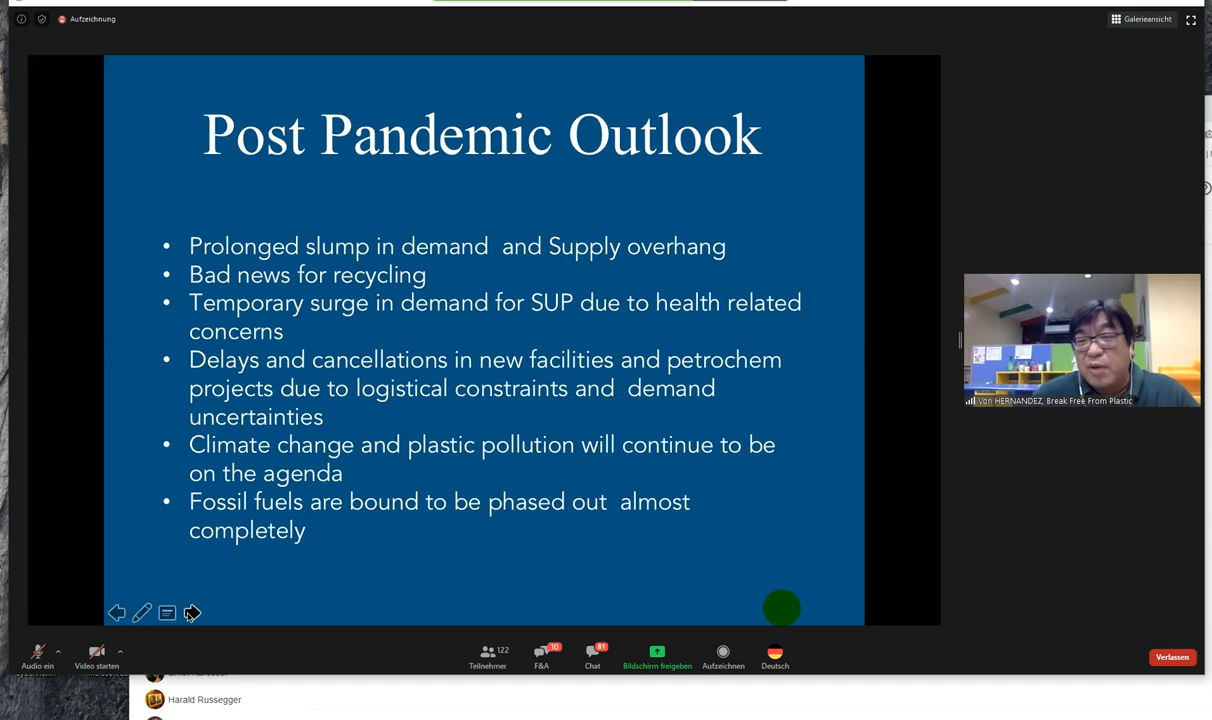 Aufzeichnung
Galerieansicht
Post Pandemic Outlook
• Prolonged slump in demand  and Supply overhang
• Bad news for recycling
• Temporary surge in demand for SUP due to health related
concerns
• Delays and cancellations in new facilities and petrochem
projects due to logistical constraints and  demand
uncertainties
• Climate change and plastic pollution will continue to be
on the agenda
• Fossil fuels are bound to be phased out  almost
completely
Von HERNANDEZ, Break Free From Plastic
122
10
81
Audio ein
Video starten
Teilnehmer
F&A
Chat
Bildschirm freigeben
Aufzeichnen
Deutsch
Verlassen
Harald Russegger